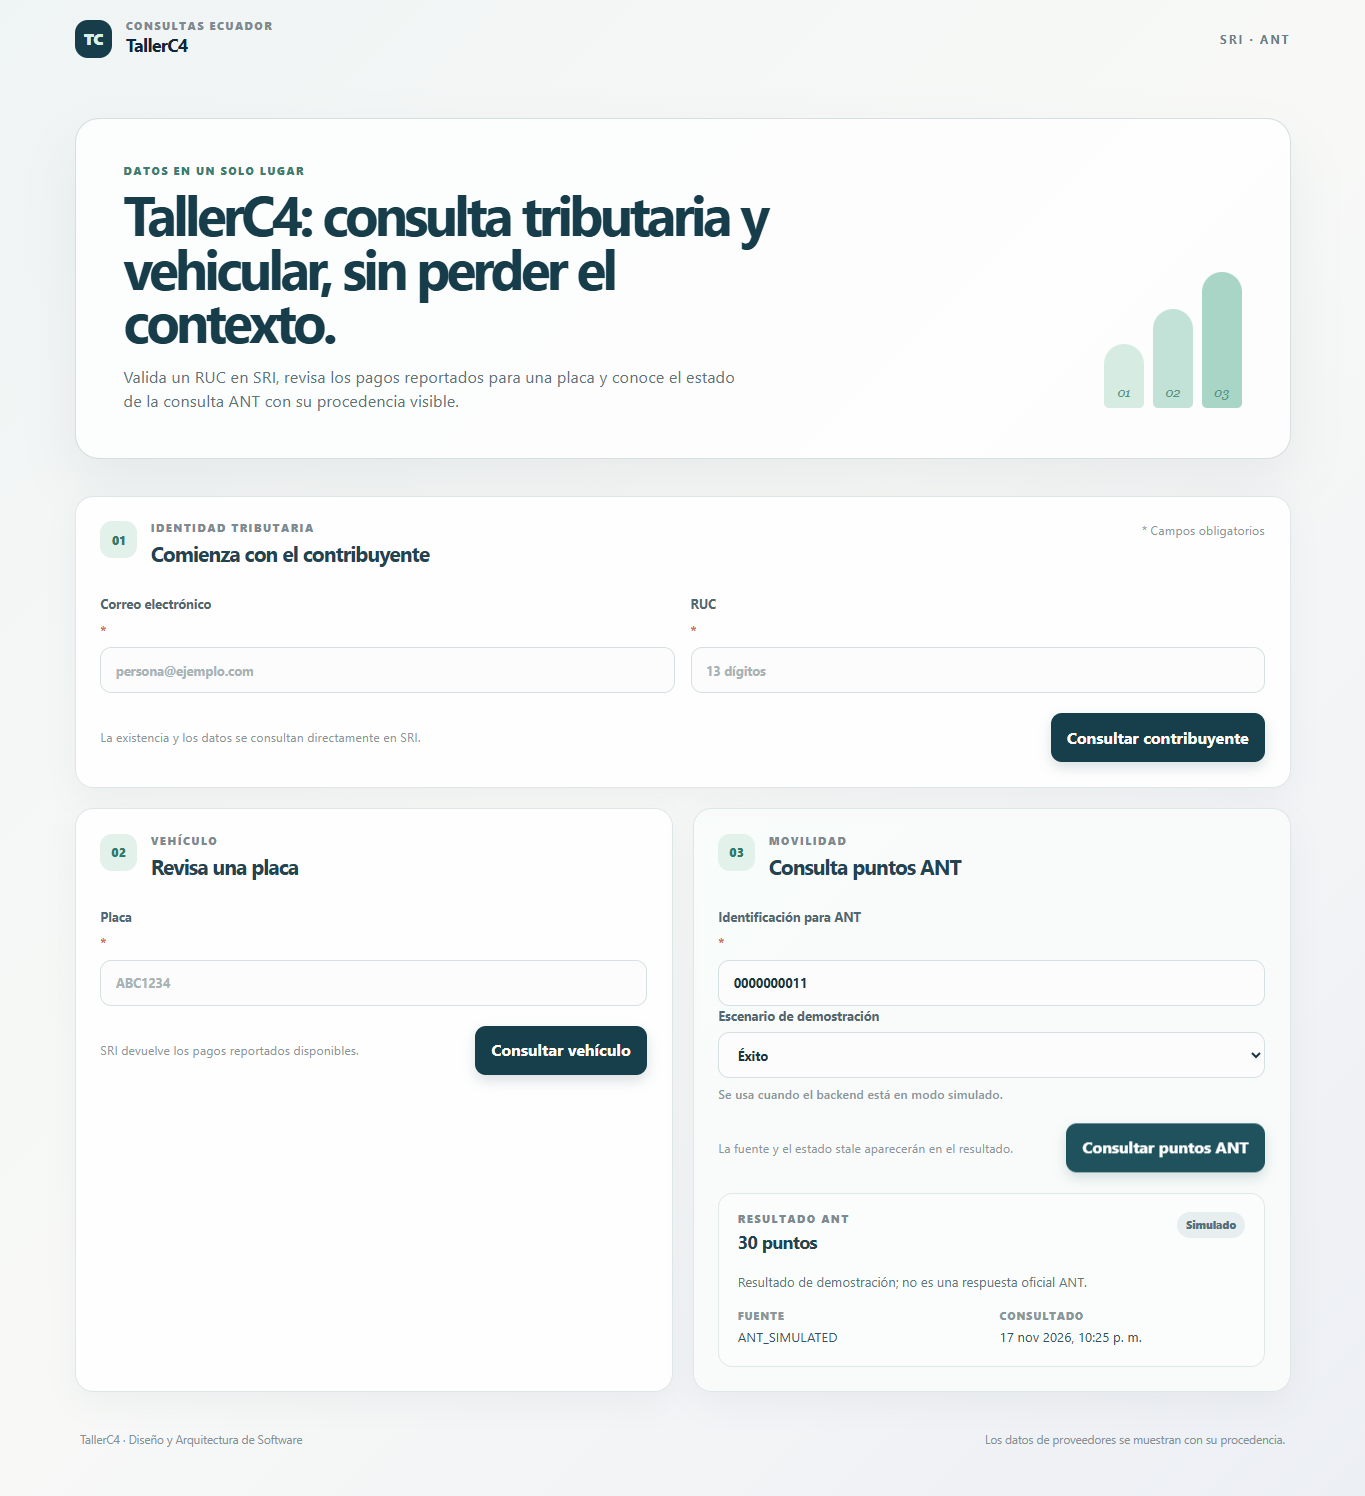 TC
CONSULTAS ECUADOR
TallerC4
SRI · ANT
DATOS EN UN SOLO LUGAR
TallerC4: consulta tributaria y
vehicular, sin perder el
contexto.
Valida un RUC en SRI, revisa los pagos reportados para una placa y conoce el estado
de la consulta ANT con su procedencia visible.
01
02
03
01
IDENTIDAD TRIBUTARIA
Comienza con el contribuyente
* Campos obligatorios
Correo electrónico
*
persona@ejemplo.com
RUC
*
13 dígitos
La existencia y los datos se consultan directamente en SRI.
Consultar contribuyente
02
VEHÍCULO
Revisa una placa
Placa
*
ABC1234
SRI devuelve los pagos reportados disponibles.
Consultar vehículo
03
MOVILIDAD
Consulta puntos ANT
Identificación para ANT
*
0000000011
Escenario de demostración
Éxito
Se usa cuando el backend está en modo simulado.
La fuente y el estado stale aparecerán en el resultado.
Consultar puntos ANT
RESULTADO ANT
30 puntos
Simulado
Resultado de demostración; no es una respuesta oficial ANT.
FUENTE
ANT_SIMULATED
CONSULTADO
17 nov 2026, 10:25 p. m.
TallerC4 · Diseño y Arquitectura de Software
Los datos de proveedores se muestran con su procedencia.